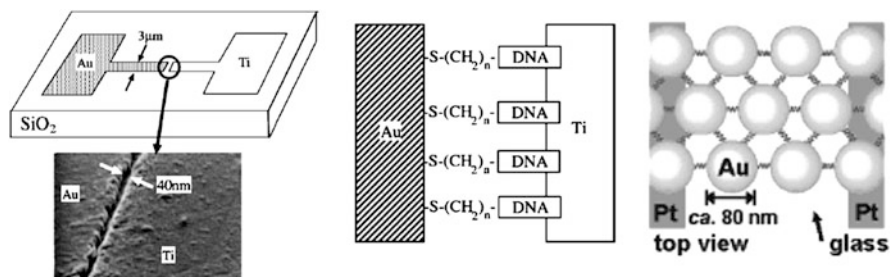 3μm
Au
Ti
SiO₂
40nm
Au
Ti
Au
-S-(CH₂)ₙ- DNA
-S-(CH₂)ₙ- DNA
-S-(CH₂)ₙ- DNA
-S-(CH₂)ₙ- DNA
Ti
Au
Pt
ca. 80 nm
Pt
top view
glass